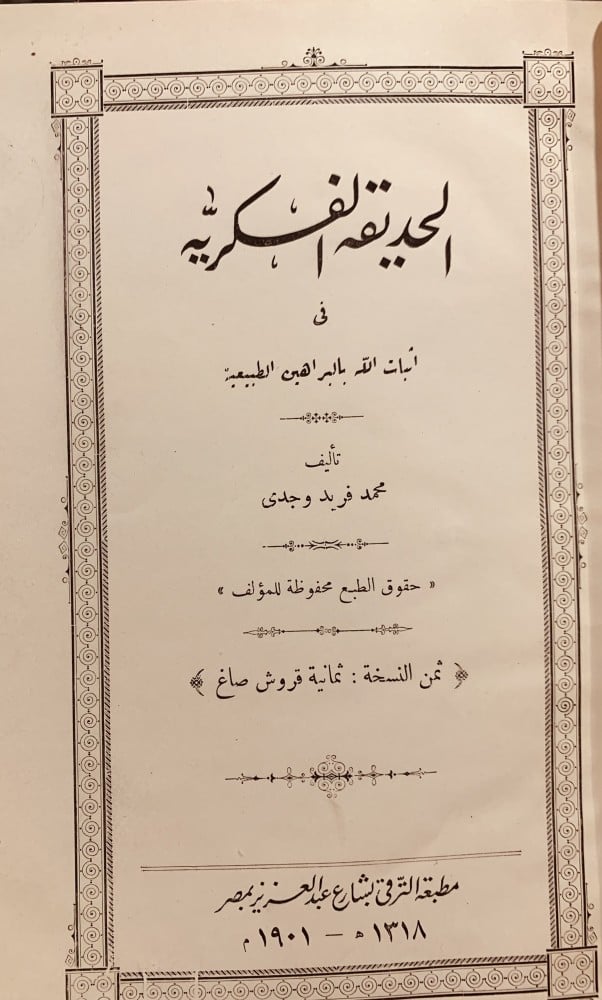 الحديقة الفكرية
فى
اثبات الله بالبراهين الطبيعية
تأليف
محمد فريد وجدى
« حقوق الطبع محفوظة للمؤلف »
﴿ ثمن النسخة : ثمانية قروش صاغ ﴾
مطبعة الترقى بشارع عبد العزيز بمصر
١٣١٨ ه‍ — ١٩٠١ م